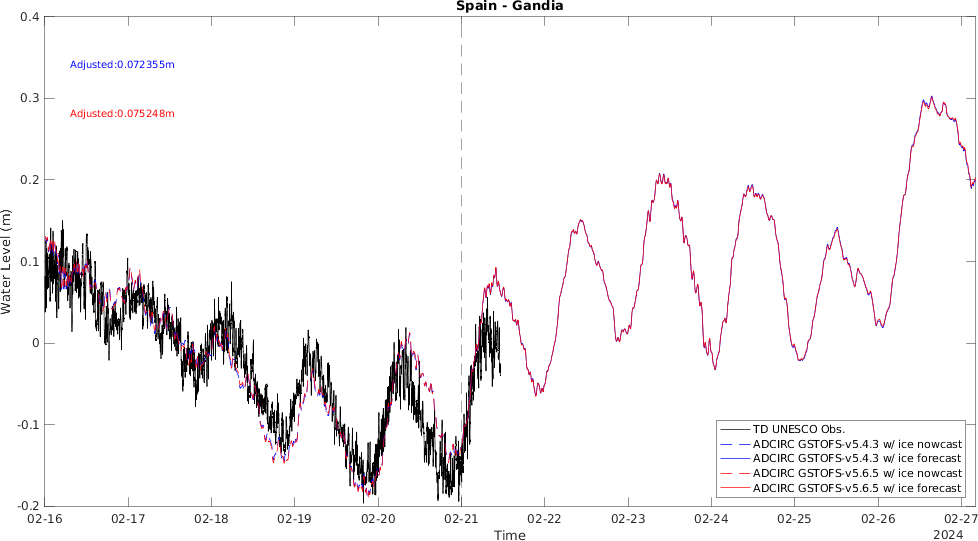 Spain - Gandia
0.4
0.3
0.2
0.1
0
-0.1
-0.2
Water Level (m)
Adjusted:0.072355m
Adjusted:0.075248m
TD UNESCO Obs.
ADCIRC GSTOFS-v5.4.3 w/ ice nowcast
ADCIRC GSTOFS-v5.4.3 w/ ice forecast
ADCIRC GSTOFS-v5.6.5 w/ ice nowcast
ADCIRC GSTOFS-v5.6.5 w/ ice forecast
02-16 02-17 02-18 02-19 02-20 02-21 02-22 02-23 02-24 02-25 02-26 02-27
Time
2024